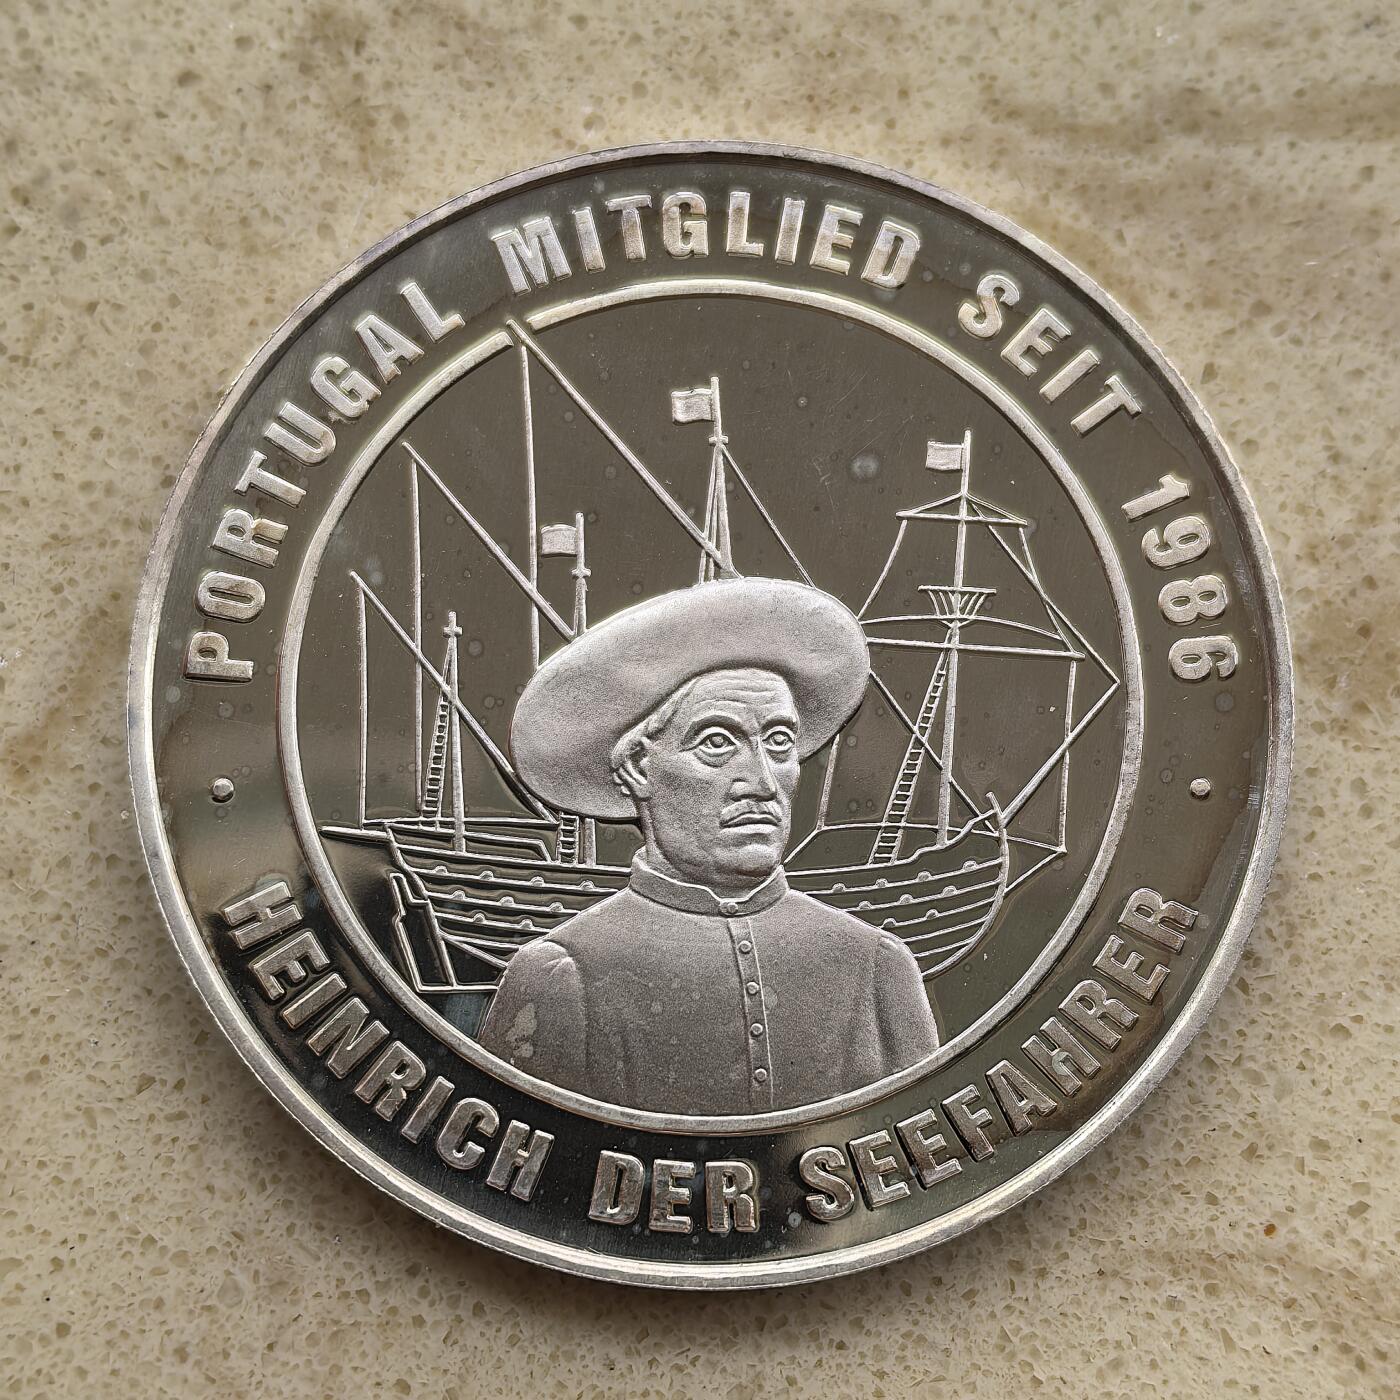 PORTUGAL MITGLIED SEIT 1986
HEINRICH DER SEEFAHRER